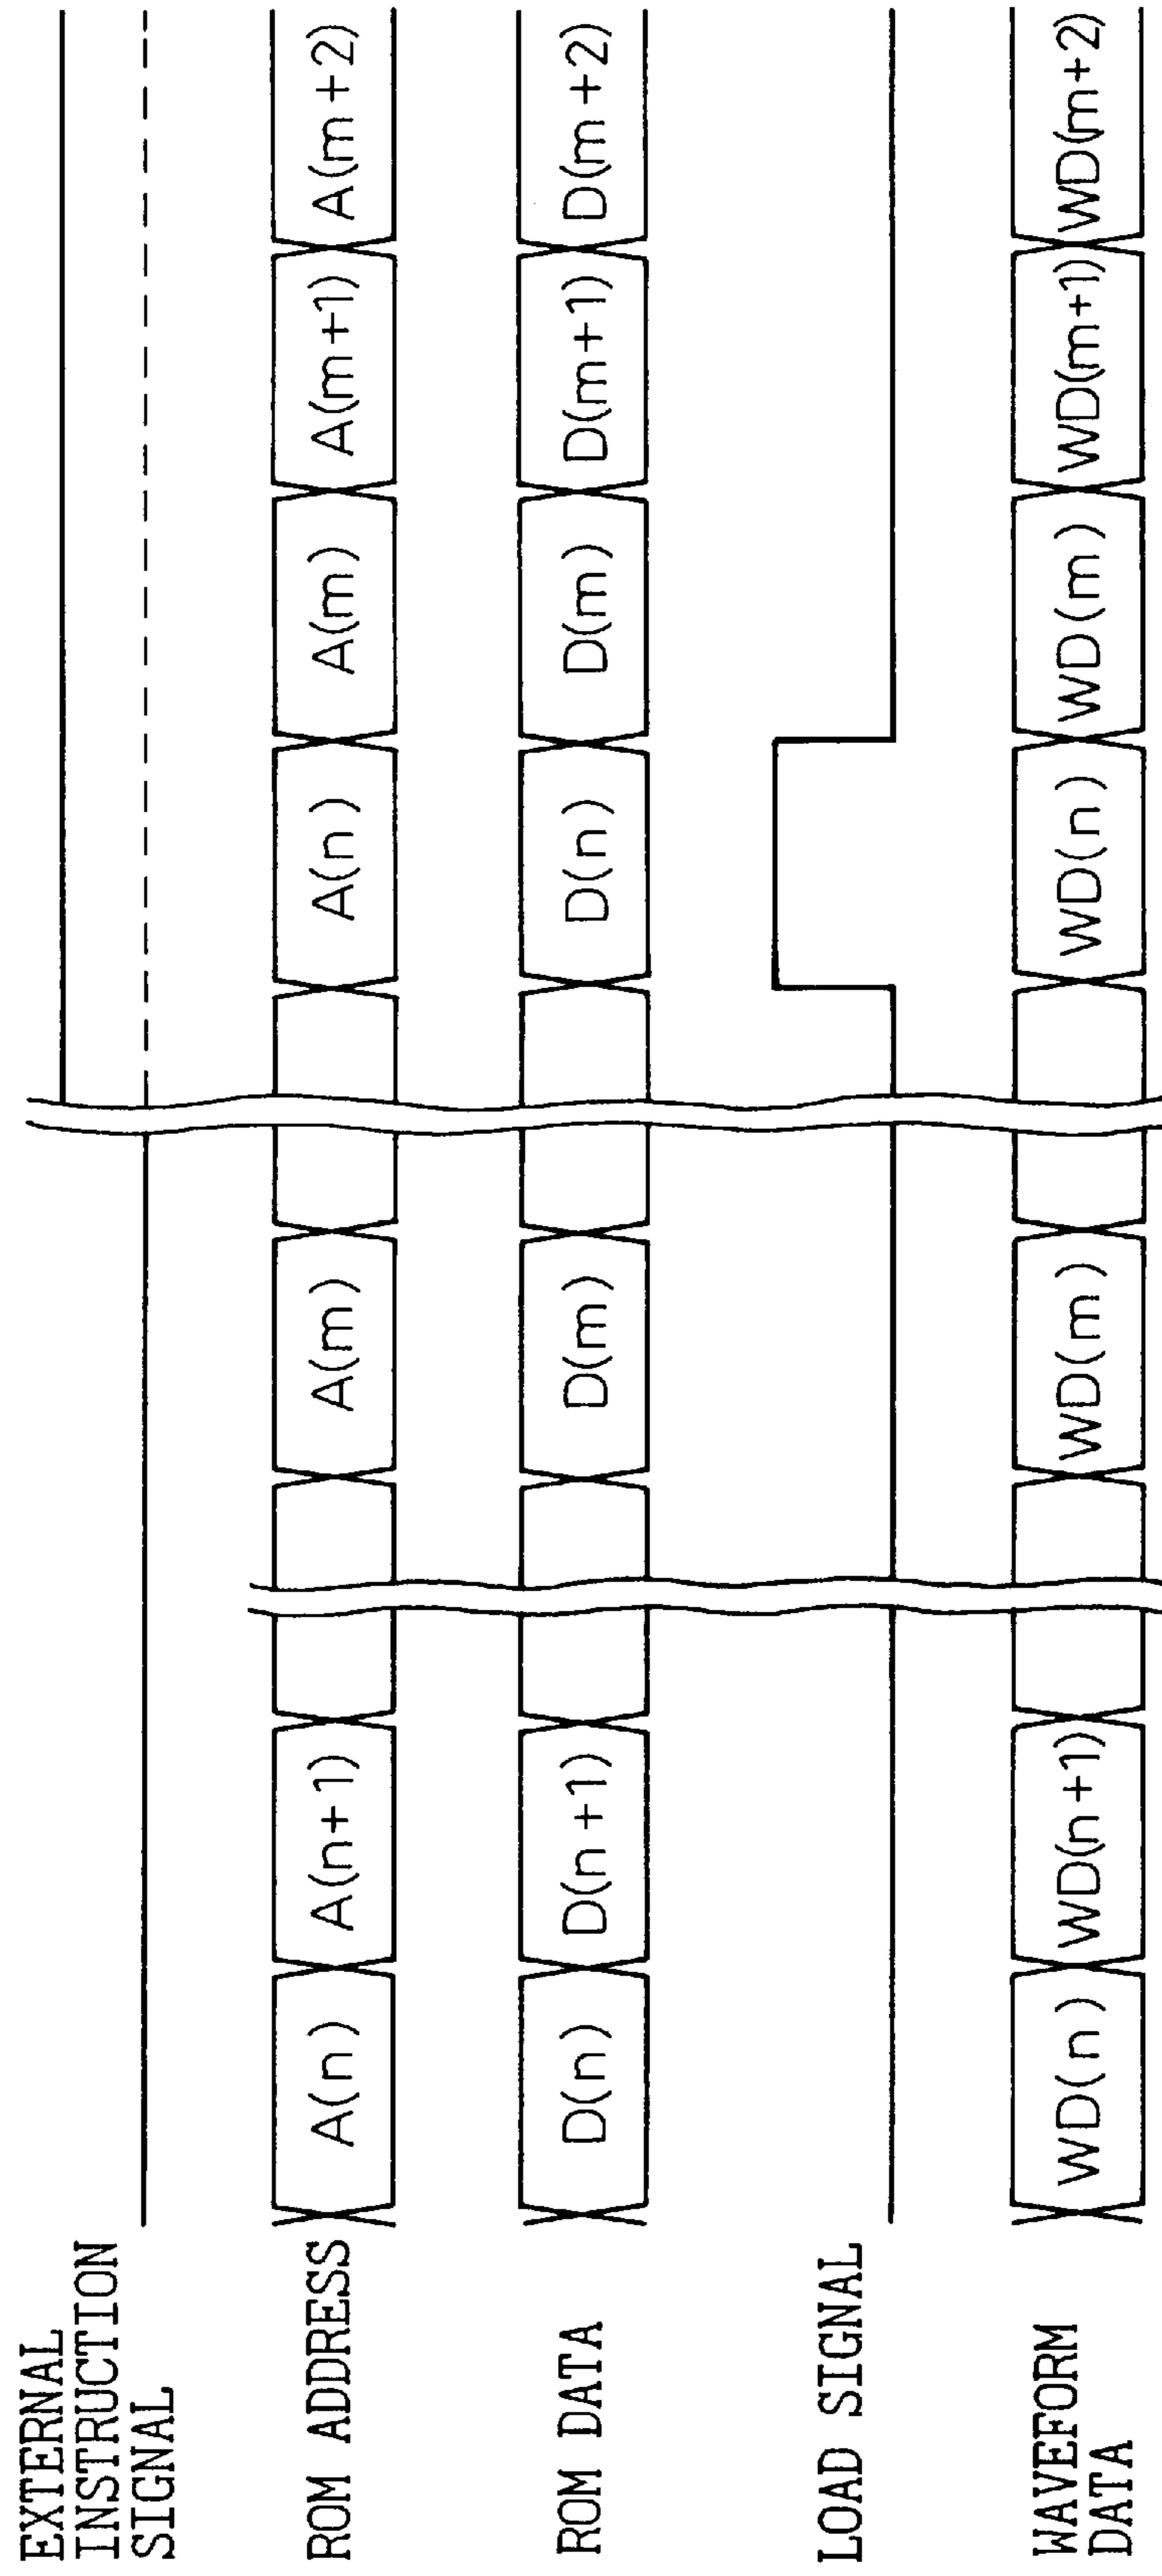 EXTERNAL
INSTRUCTION
SIGNAL
ROM ADDRESS A(n) A(n+1) A(m) A(n) A(m) A(m+1) A(m+2)
ROM DATA D(n) D(n+1) D(m) D(n) D(m) D(m+1) D(m+2)
LOAD SIGNAL
WAVEFORM
DATA
WD(n) WD(n+1) WD(m) WD(n) WD(m) WD(m+1) WD(m+2)